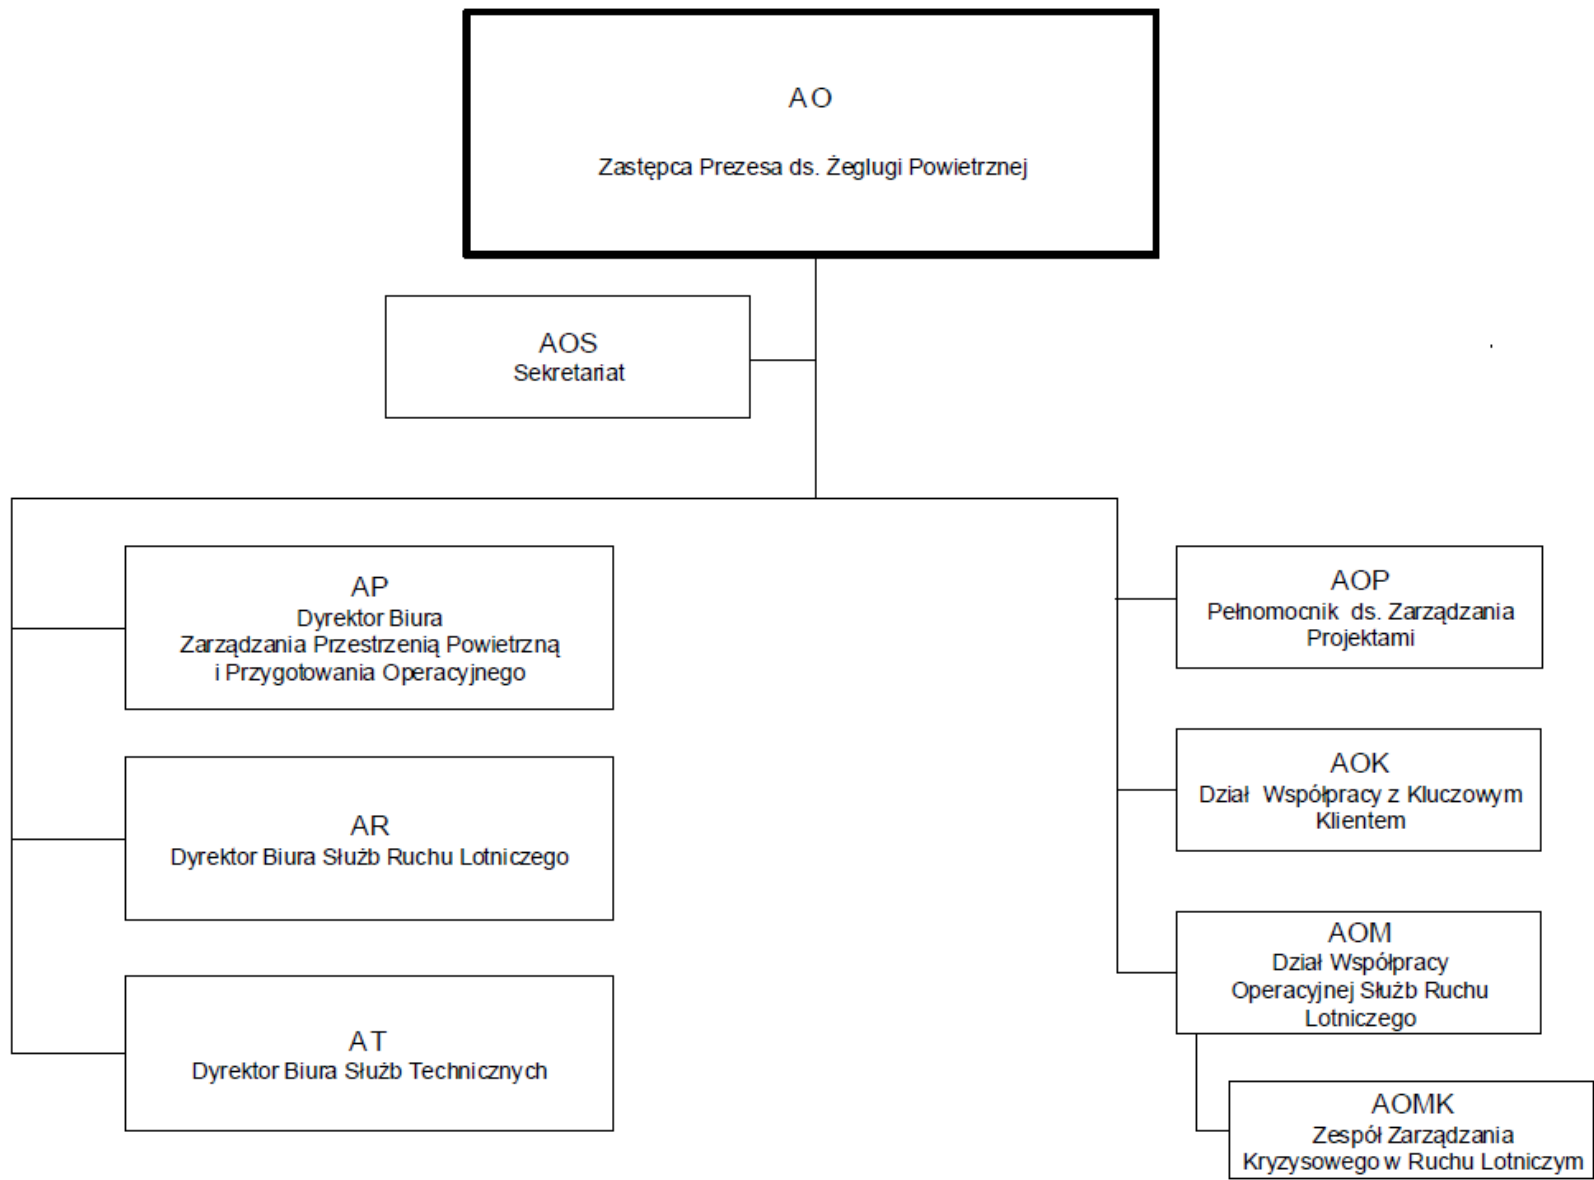 AO
Zastępca Prezesa ds. Żeglugi Powietrznej
AOS
Sekretariat
AP
Dyrektor Biura
Zarządzania Przestrzenią Powietrzną
i Przygotowania Operacyjnego
AR
Dyrektor Biura Służb Ruchu Lotniczego
AT
Dyrektor Biura Służb Technicznych
AOP
Pełnomocnik ds. Zarządzania
Projektami
AOK
Dział Współpracy z Kluczowym
Klientem
AOM
Dział Współpracy
Operacyjnej Służb Ruchu
Lotniczego
AOMK
Zespół Zarządzania
Kryzysowego w Ruchu Lotniczym